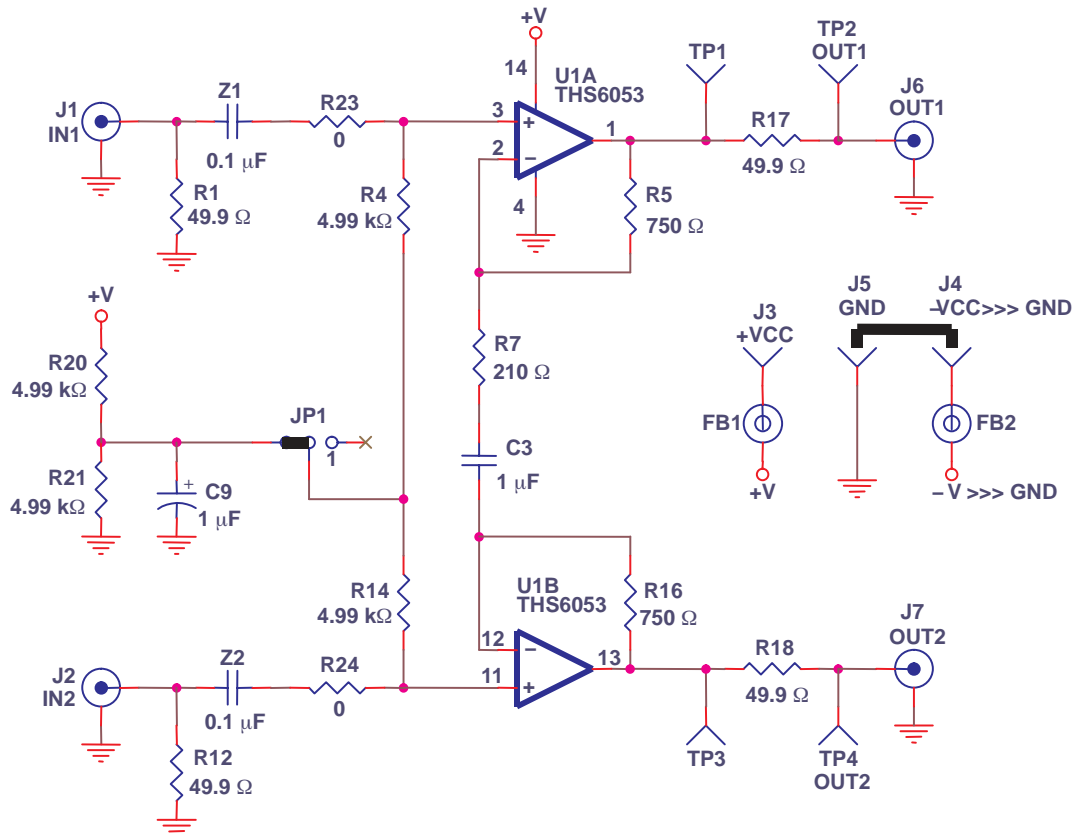 +V
14
U1A
THS6053
TP1
TP2
OUT1
J1
IN1
Z1
0.1 μF
R23
0
3
+
2
−
1
4
R17
49.9 Ω
J6
OUT1
R1
49.9 Ω
R4
4.99 kΩ
R5
750 Ω
+V
R20
4.99 kΩ
JP1
1
R21
4.99 kΩ
+
C9
1 μF
R7
210 Ω
C3
1 μF
J3
+VCC
FB1
+V
J5
GND
J4
−VCC>>> GND
FB2
−V >>> GND
R14
4.99 kΩ
U1B
THS6053
R16
750 Ω
12
−
11
+
13
R18
49.9 Ω
J7
OUT2
J2
IN2
Z2
0.1 μF
R24
0
R12
49.9 Ω
TP3
TP4
OUT2